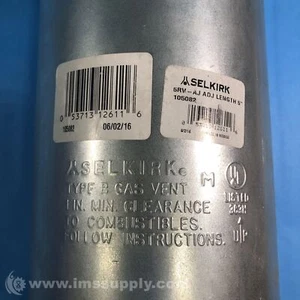 SELKIRK
5RV-AJ ADJ LENGTH 5"
105082
0 53713 12611 6
105082
06/02/16
SELKIRK®
TYPE B GAS VENT
1 IN. MIN. CLEARANCE
TO COMBUSTIBLES.
FOLLOW INSTRUCTIONS.
M
UL
© www.imssupply.com